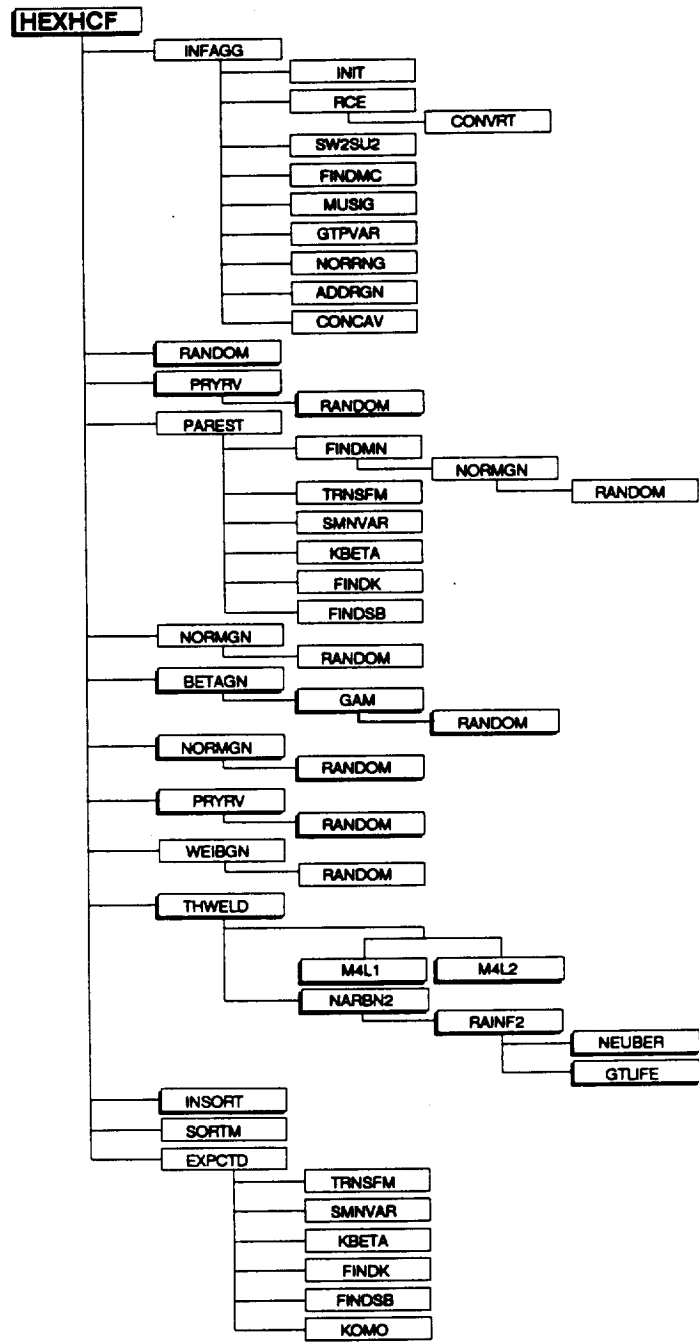 HEXHCF
INFAGG
INIT
RCE
CONVRT
SW2SU2
FINDMC
MUSIG
GTPVAR
NORRNG
ADDRGN
CONCAV
RANDOM
PRYRV
RANDOM
PAREST
FINDMN
NORMGN
RANDOM
TRNSFM
SMNVAR
KBETA
FINDK
FINDSB
NORMGN
RANDOM
BETAGN
GAM
RANDOM
NORMGN
RANDOM
PRYRV
RANDOM
WEIBGN
RANDOM
THWELD
M4L1 M4L2
NARBN2
RAINF2
NEUBER
GTLIFE
INSORT
SORTM
EXPCTD
TRNSFM
SMNVAR
KBETA
FINDK
FINDSB
KOMO